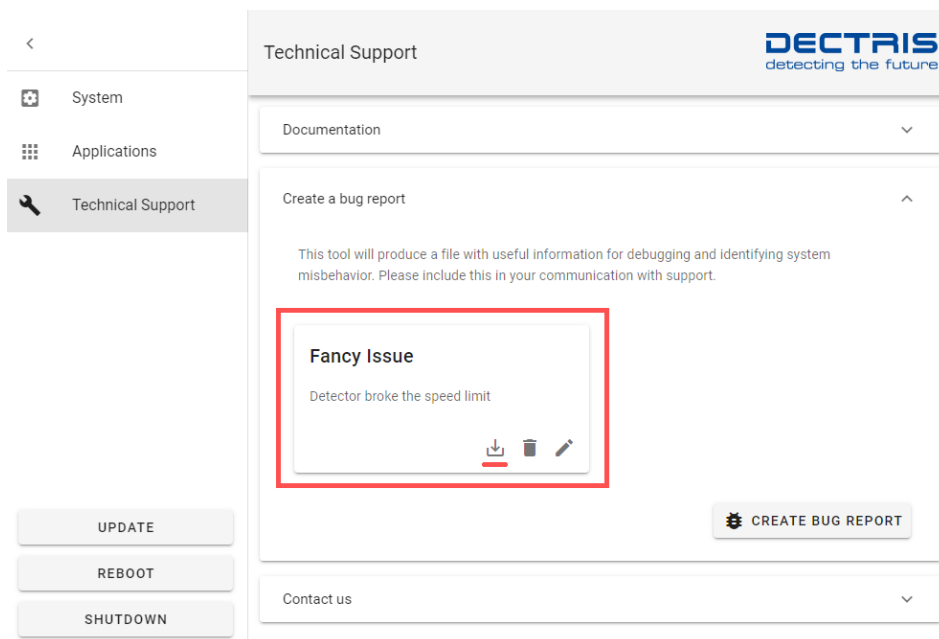 Technical Support
DECTRIS
detecting the future
System
Applications
Technical Support
Documentation
Create a bug report
This tool will produce a file with useful information for debugging and identifying system
misbehavior. Please include this in your communication with support.
Fancy Issue
Detector broke the speed limit
CREATE BUG REPORT
Contact us
UPDATE
REBOOT
SHUTDOWN